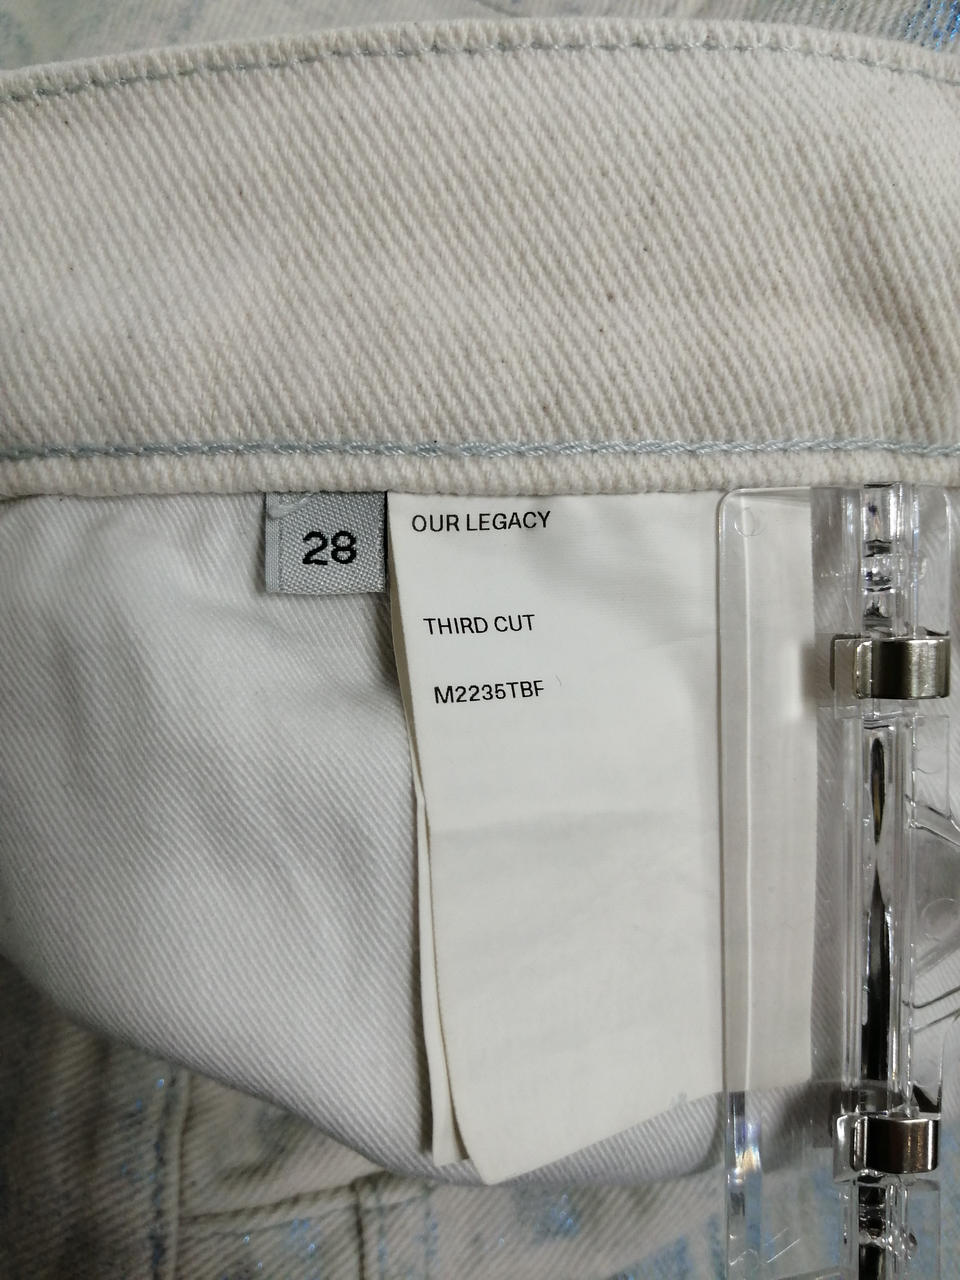 28
OUR LEGACY
THIRD CUT
M2235TBF